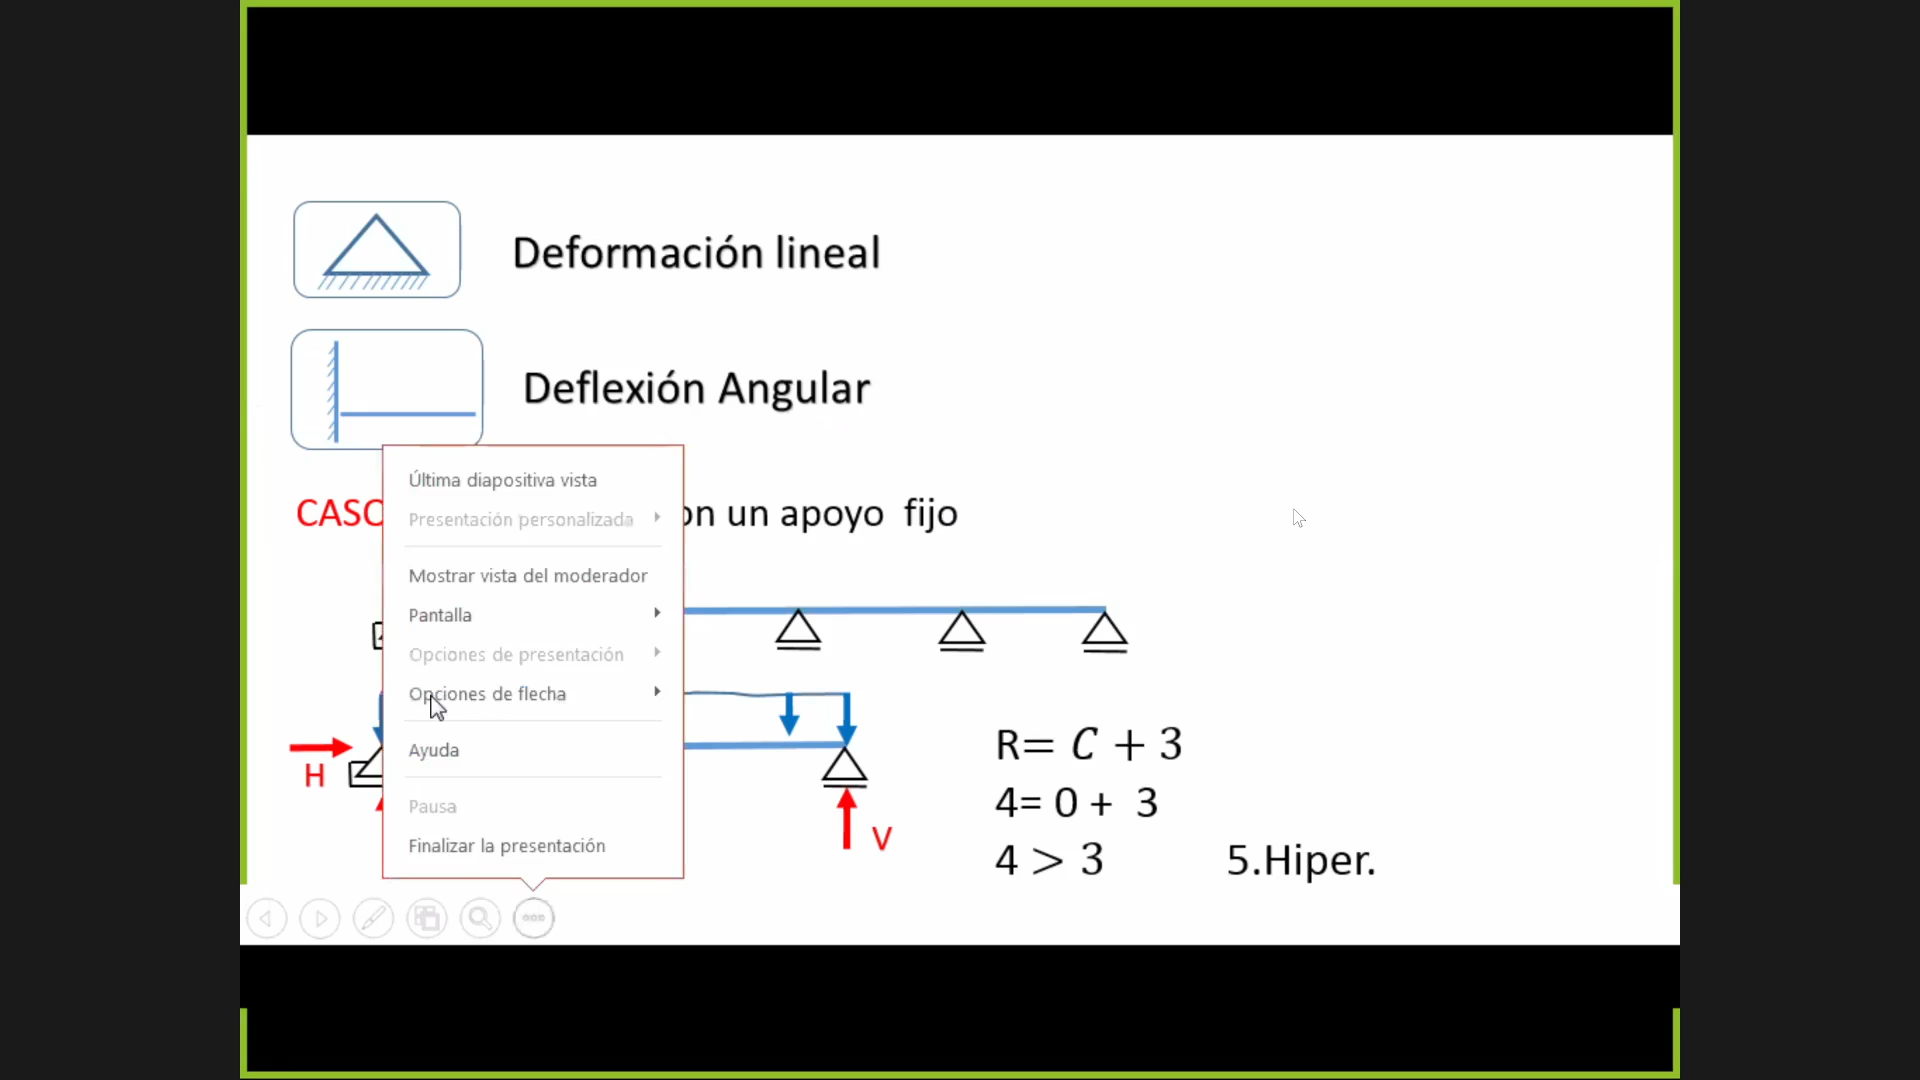 Deformación lineal
Deflexión Angular
CASO
on un apoyo fijo
Última diapositiva vista
Presentación personalizada
Mostrar vista del moderador
Pantalla
Opciones de presentación
Opciones de flecha
Ayuda
Pausa
Finalizar la presentación
H
V
R= C + 3
4= 0 + 3
4 > 3
5.Hiper.